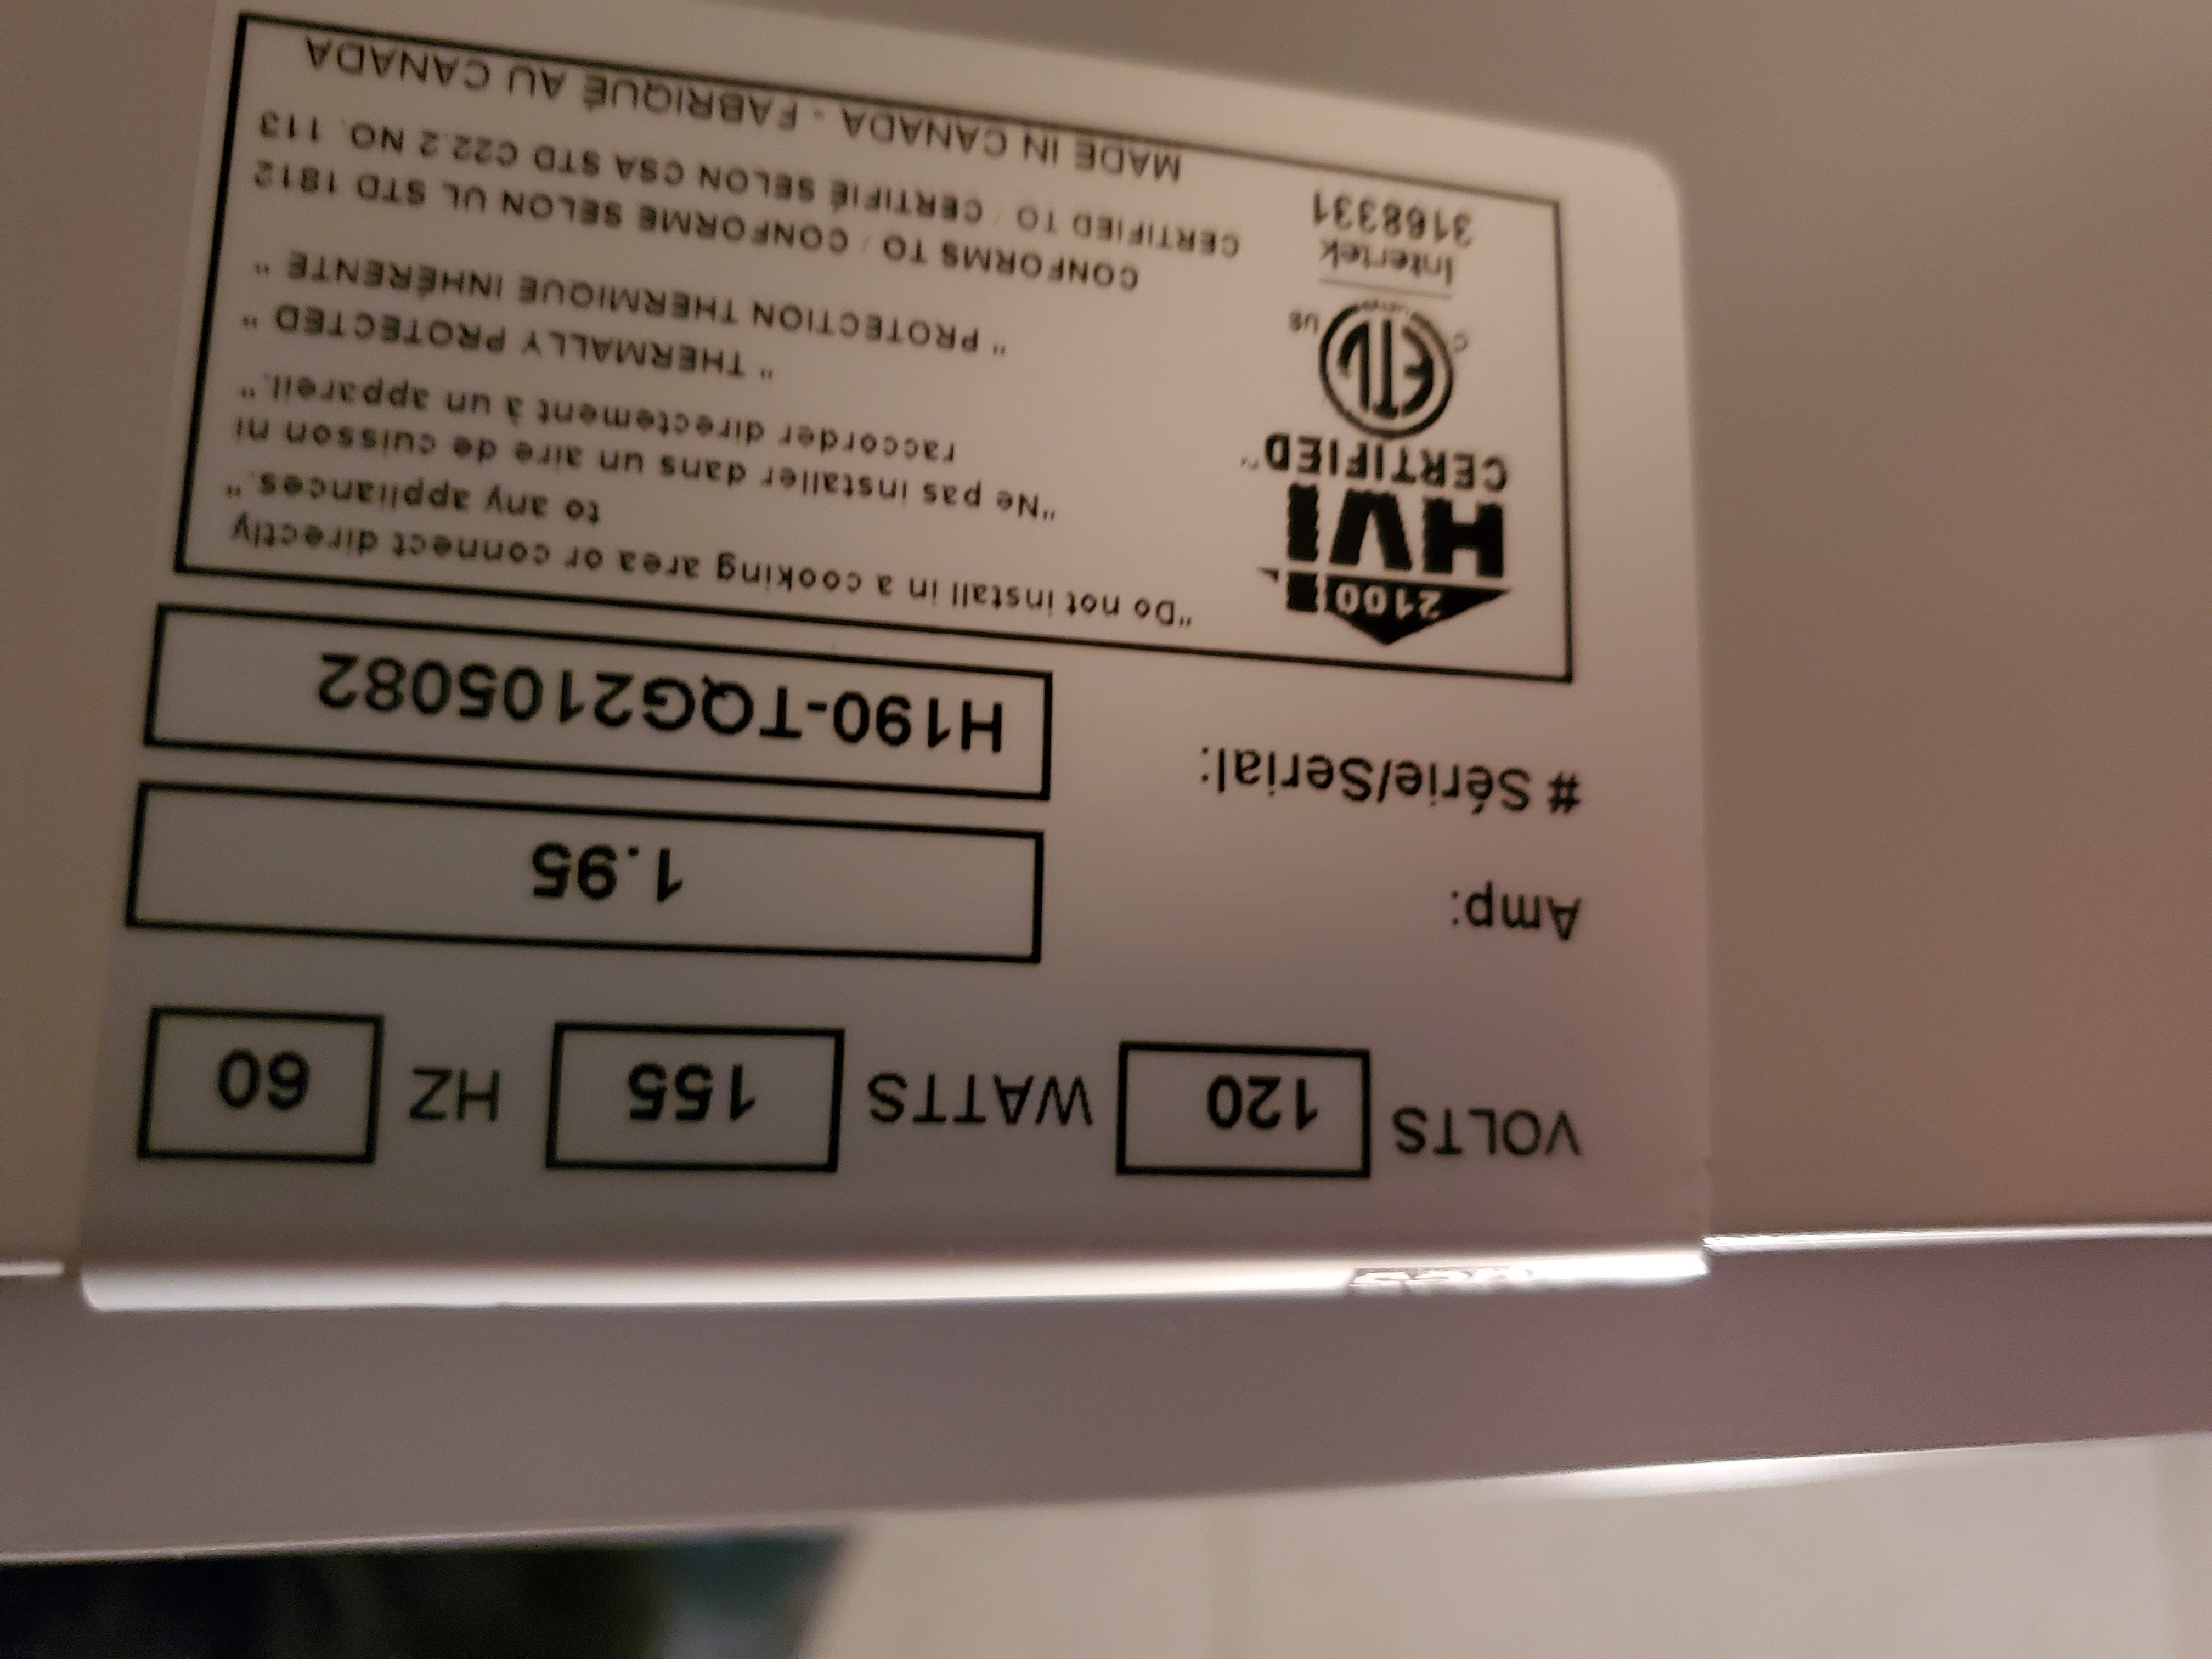 VOLTS 120 WATTS 155 HZ 60
Amp: 1.95
# Série/Serial: H190-TQG2105082
2100
HVI
CERTIFIED™
C ETL US
Intertek
3168331
"Do not install in a cooking area or connect directly
to any appliances."
"Ne pas installer dans un aire de cuisson ni
raccorder directement à un appareil."
" THERMALLY PROTECTED "
" PROTECTION THERMIQUE INHÉRENTE "
CONFORMS TO / CONFORME SELON UL STD 1812
CERTIFIED TO / CERTIFIÉ SELON CSA STD C22.2 NO. 113
MADE IN CANADA - FABRIQUÉ AU CANADA